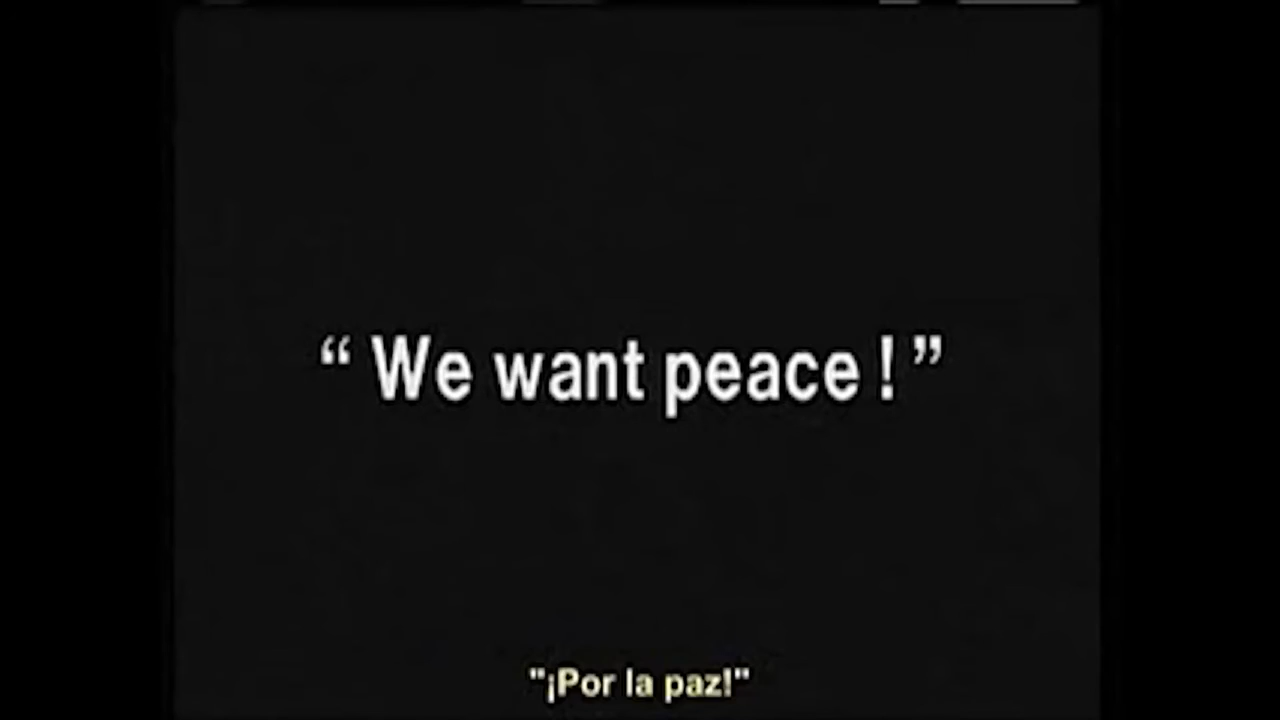 “ We want peace ! ”
"¡Por la paz!"